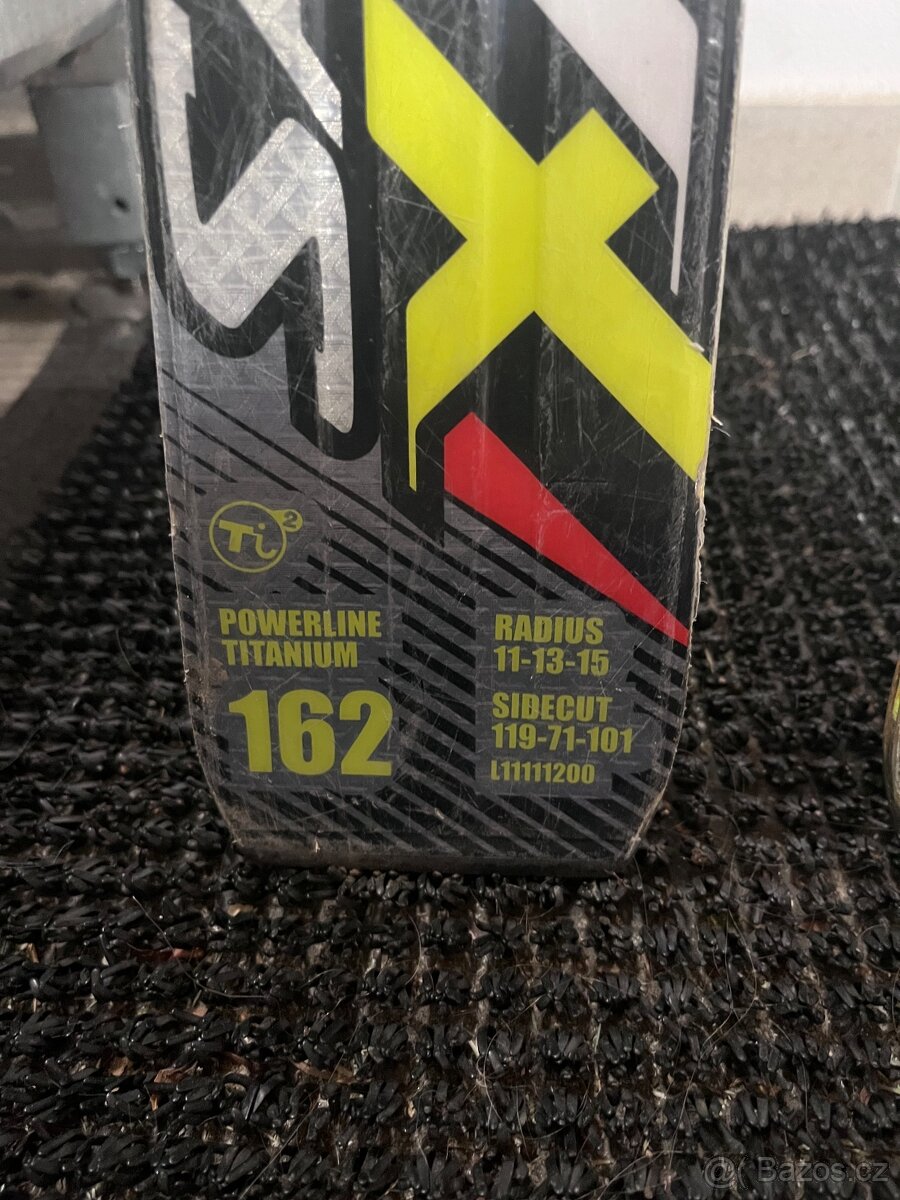 X
Ti²
POWERLINE
TITANIUM
162
RADIUS
11-13-15
SIDECUT
119-71-101
L11111200
@ Bazos.cz